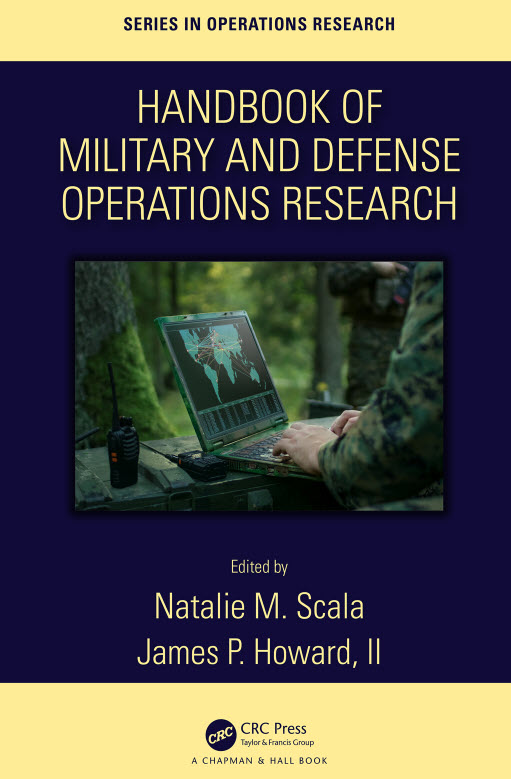 SERIES IN OPERATIONS RESEARCH
HANDBOOK OF
MILITARY AND DEFENSE
OPERATIONS RESEARCH
Edited by
Natalie M. Scala
James P. Howard, II
CRC
CRC Press
Taylor & Francis Group
A CHAPMAN & HALL BOOK